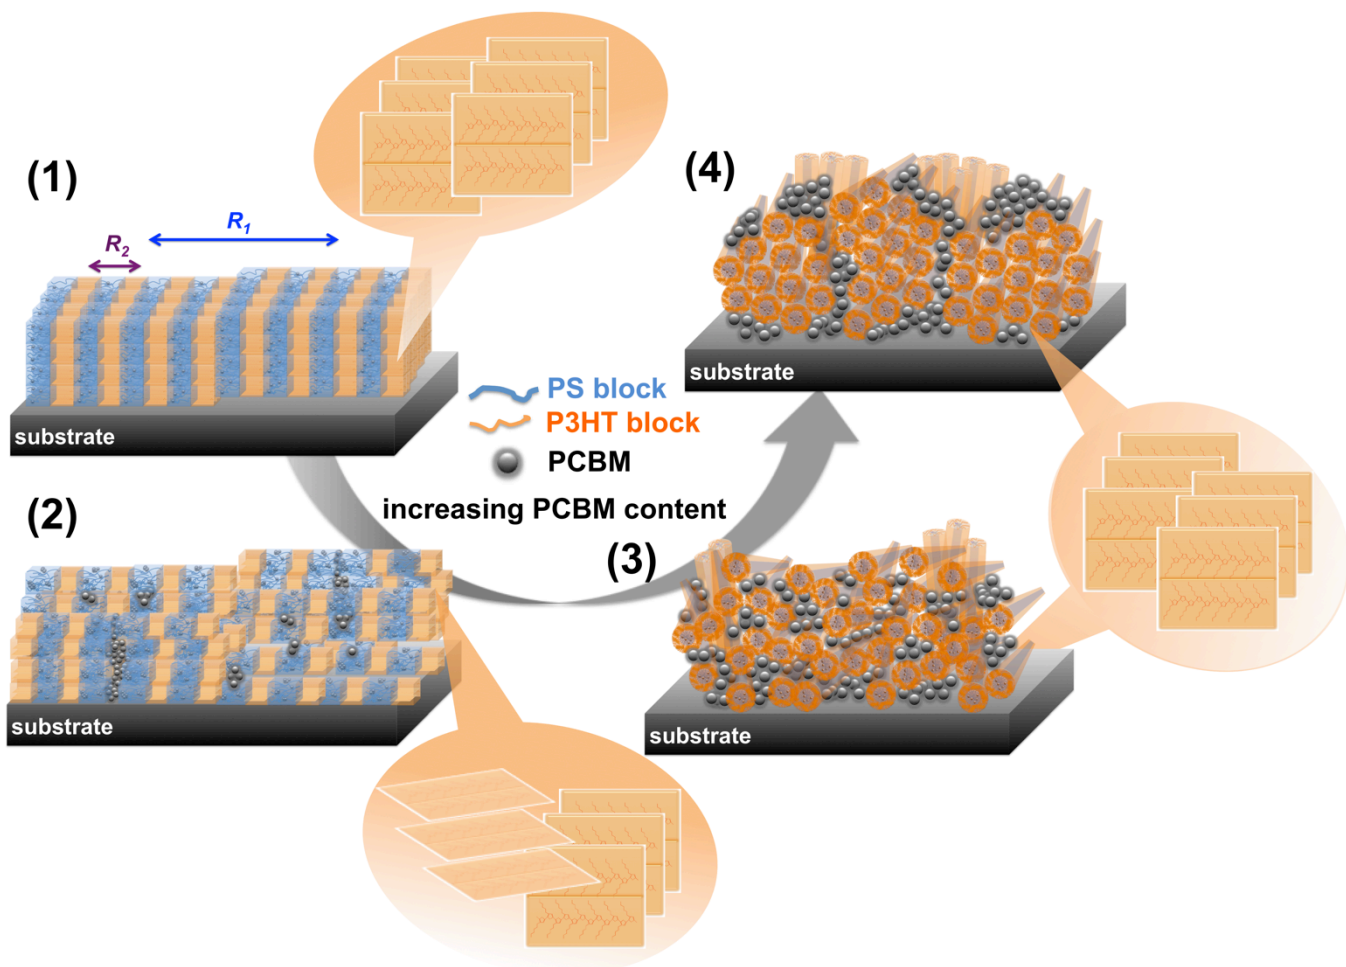 (1)
R1
R2
substrate
(4)
substrate
PS block
P3HT block
PCBM
increasing PCBM content
(2)
substrate
(3)
substrate